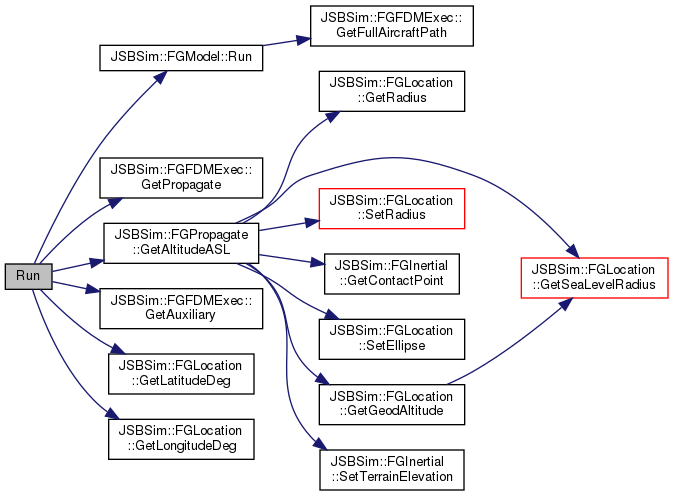 Run
JSBSim::FGModel::Run
JSBSim::FGFDMExec::
GetPropagate
JSBSim::FGPropagate
::GetAltitudeASL
JSBSim::FGFDMExec::
GetAuxiliary
JSBSim::FGLocation
::GetLatitudeDeg
JSBSim::FGLocation
::GetLongitudeDeg
JSBSim::FGFDMExec::
GetFullAircraftPath
JSBSim::FGLocation
::GetRadius
JSBSim::FGLocation
::SetRadius
JSBSim::FGInertial
::GetContactPoint
JSBSim::FGLocation
::SetEllipse
JSBSim::FGLocation
::GetGeodAltitude
JSBSim::FGInertial
::SetTerrainElevation
JSBSim::FGLocation
::GetSeaLevelRadius